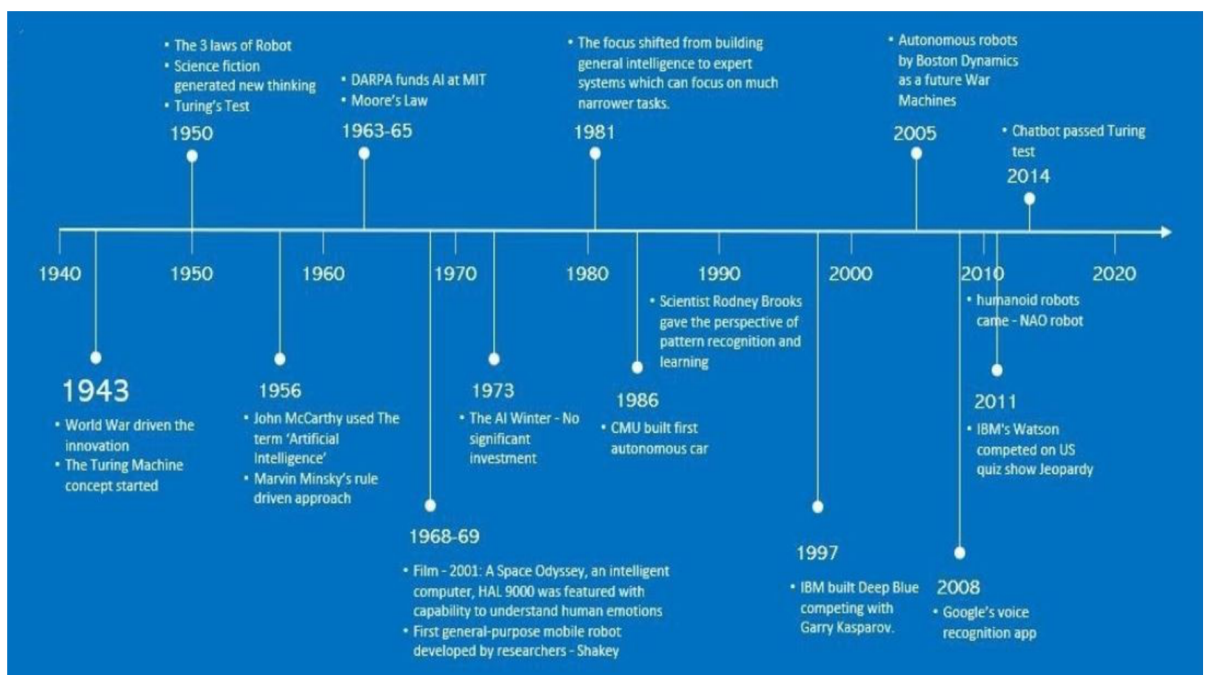 • The 3 laws of Robot
• Science fiction
generated new thinking
• Turing's Test
1950
• DARPA funds AI at MIT
• Moore's Law
1963-65
• The focus shifted from building
general intelligence to expert
systems which can focus on much
narrower tasks.
1981
• Autonomous robots
by Boston Dynamics
as a future War
Machines
2005
• Chatbot passed Turing
test
2014
1940
1950
1960
1970
1980
1990
2000
2010
2020
1943
• World War driven the
innovation
• The Turing Machine
concept started
1956
• John McCarthy used The
term ‘Artificial
Intelligence’
• Marvin Minsky's rule
driven approach
1968-69
• Film - 2001: A Space Odyssey, an intelligent
computer, HAL 9000 was featured with
capability to understand human emotions
• First general-purpose mobile robot
developed by researchers - Shakey
1973
• The AI Winter - No
significant
investment
• Scientist Rodney Brooks
gave the perspective of
pattern recognition and
learning
1986
• CMU built first
autonomous car
1997
• IBM built Deep Blue
competing with
Garry Kasparov.
2008
• Google's voice
recognition app
• humanoid robots
came - NAO robot
2011
• IBM's Watson
competed on US
quiz show Jeopardy